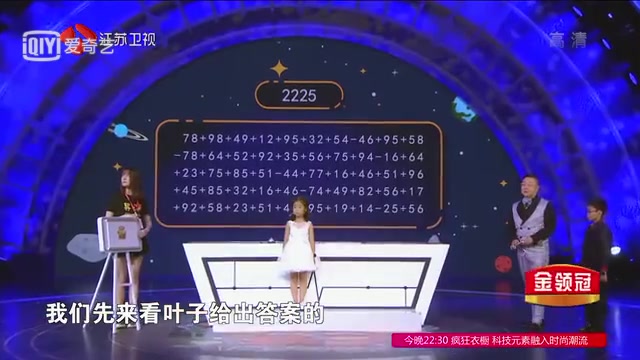 iQIYI 爱奇艺 江苏卫视
高清
2225
78+98+49+12+95+32+54-46+95+58
-78+64+52+92+35+56+75+94-16+64
+23+75+85+51-44+77+16+46+51+96
+45+85+32+16+46-74+49+82+56+17
+92+58+23+51+4 95+19+14-25+56
金领冠
我们先来看叶子给出答案的
今晚22:30 疯狂衣橱 科技元素融入时尚潮流